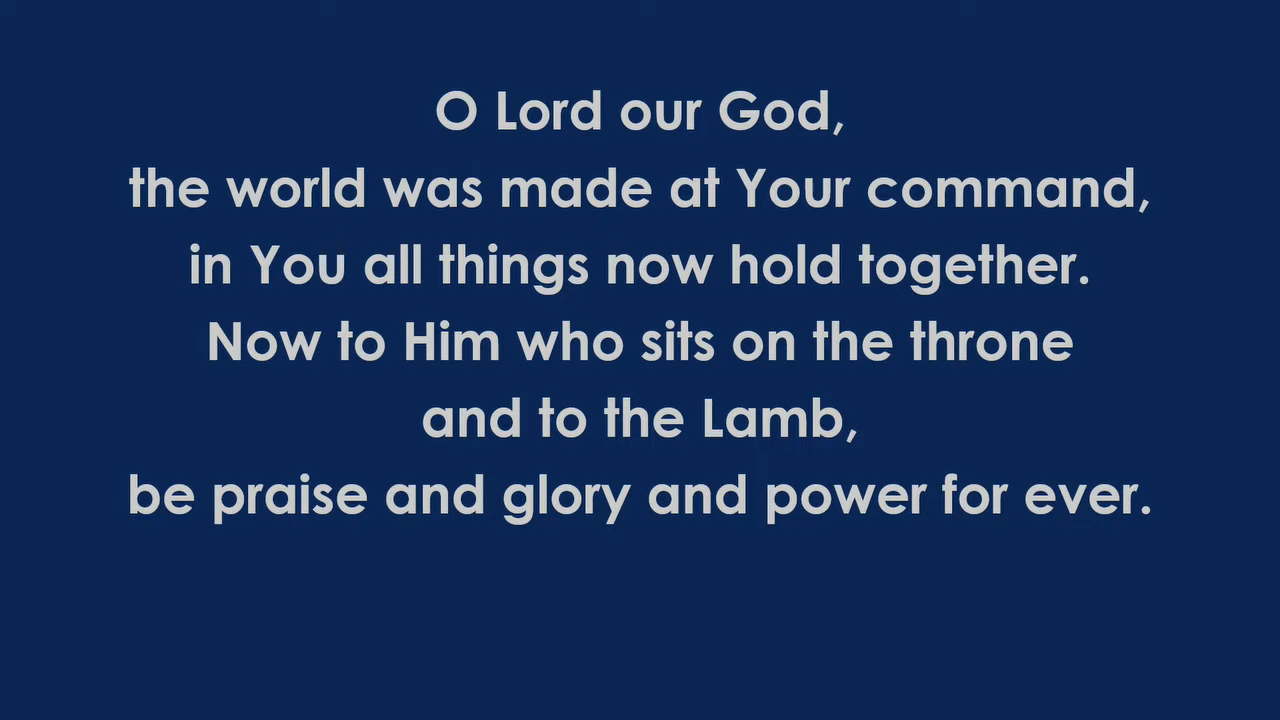 O Lord our God,
the world was made at Your command,
in You all things now hold together.
Now to Him who sits on the throne
and to the Lamb,
be praise and glory and power for ever.